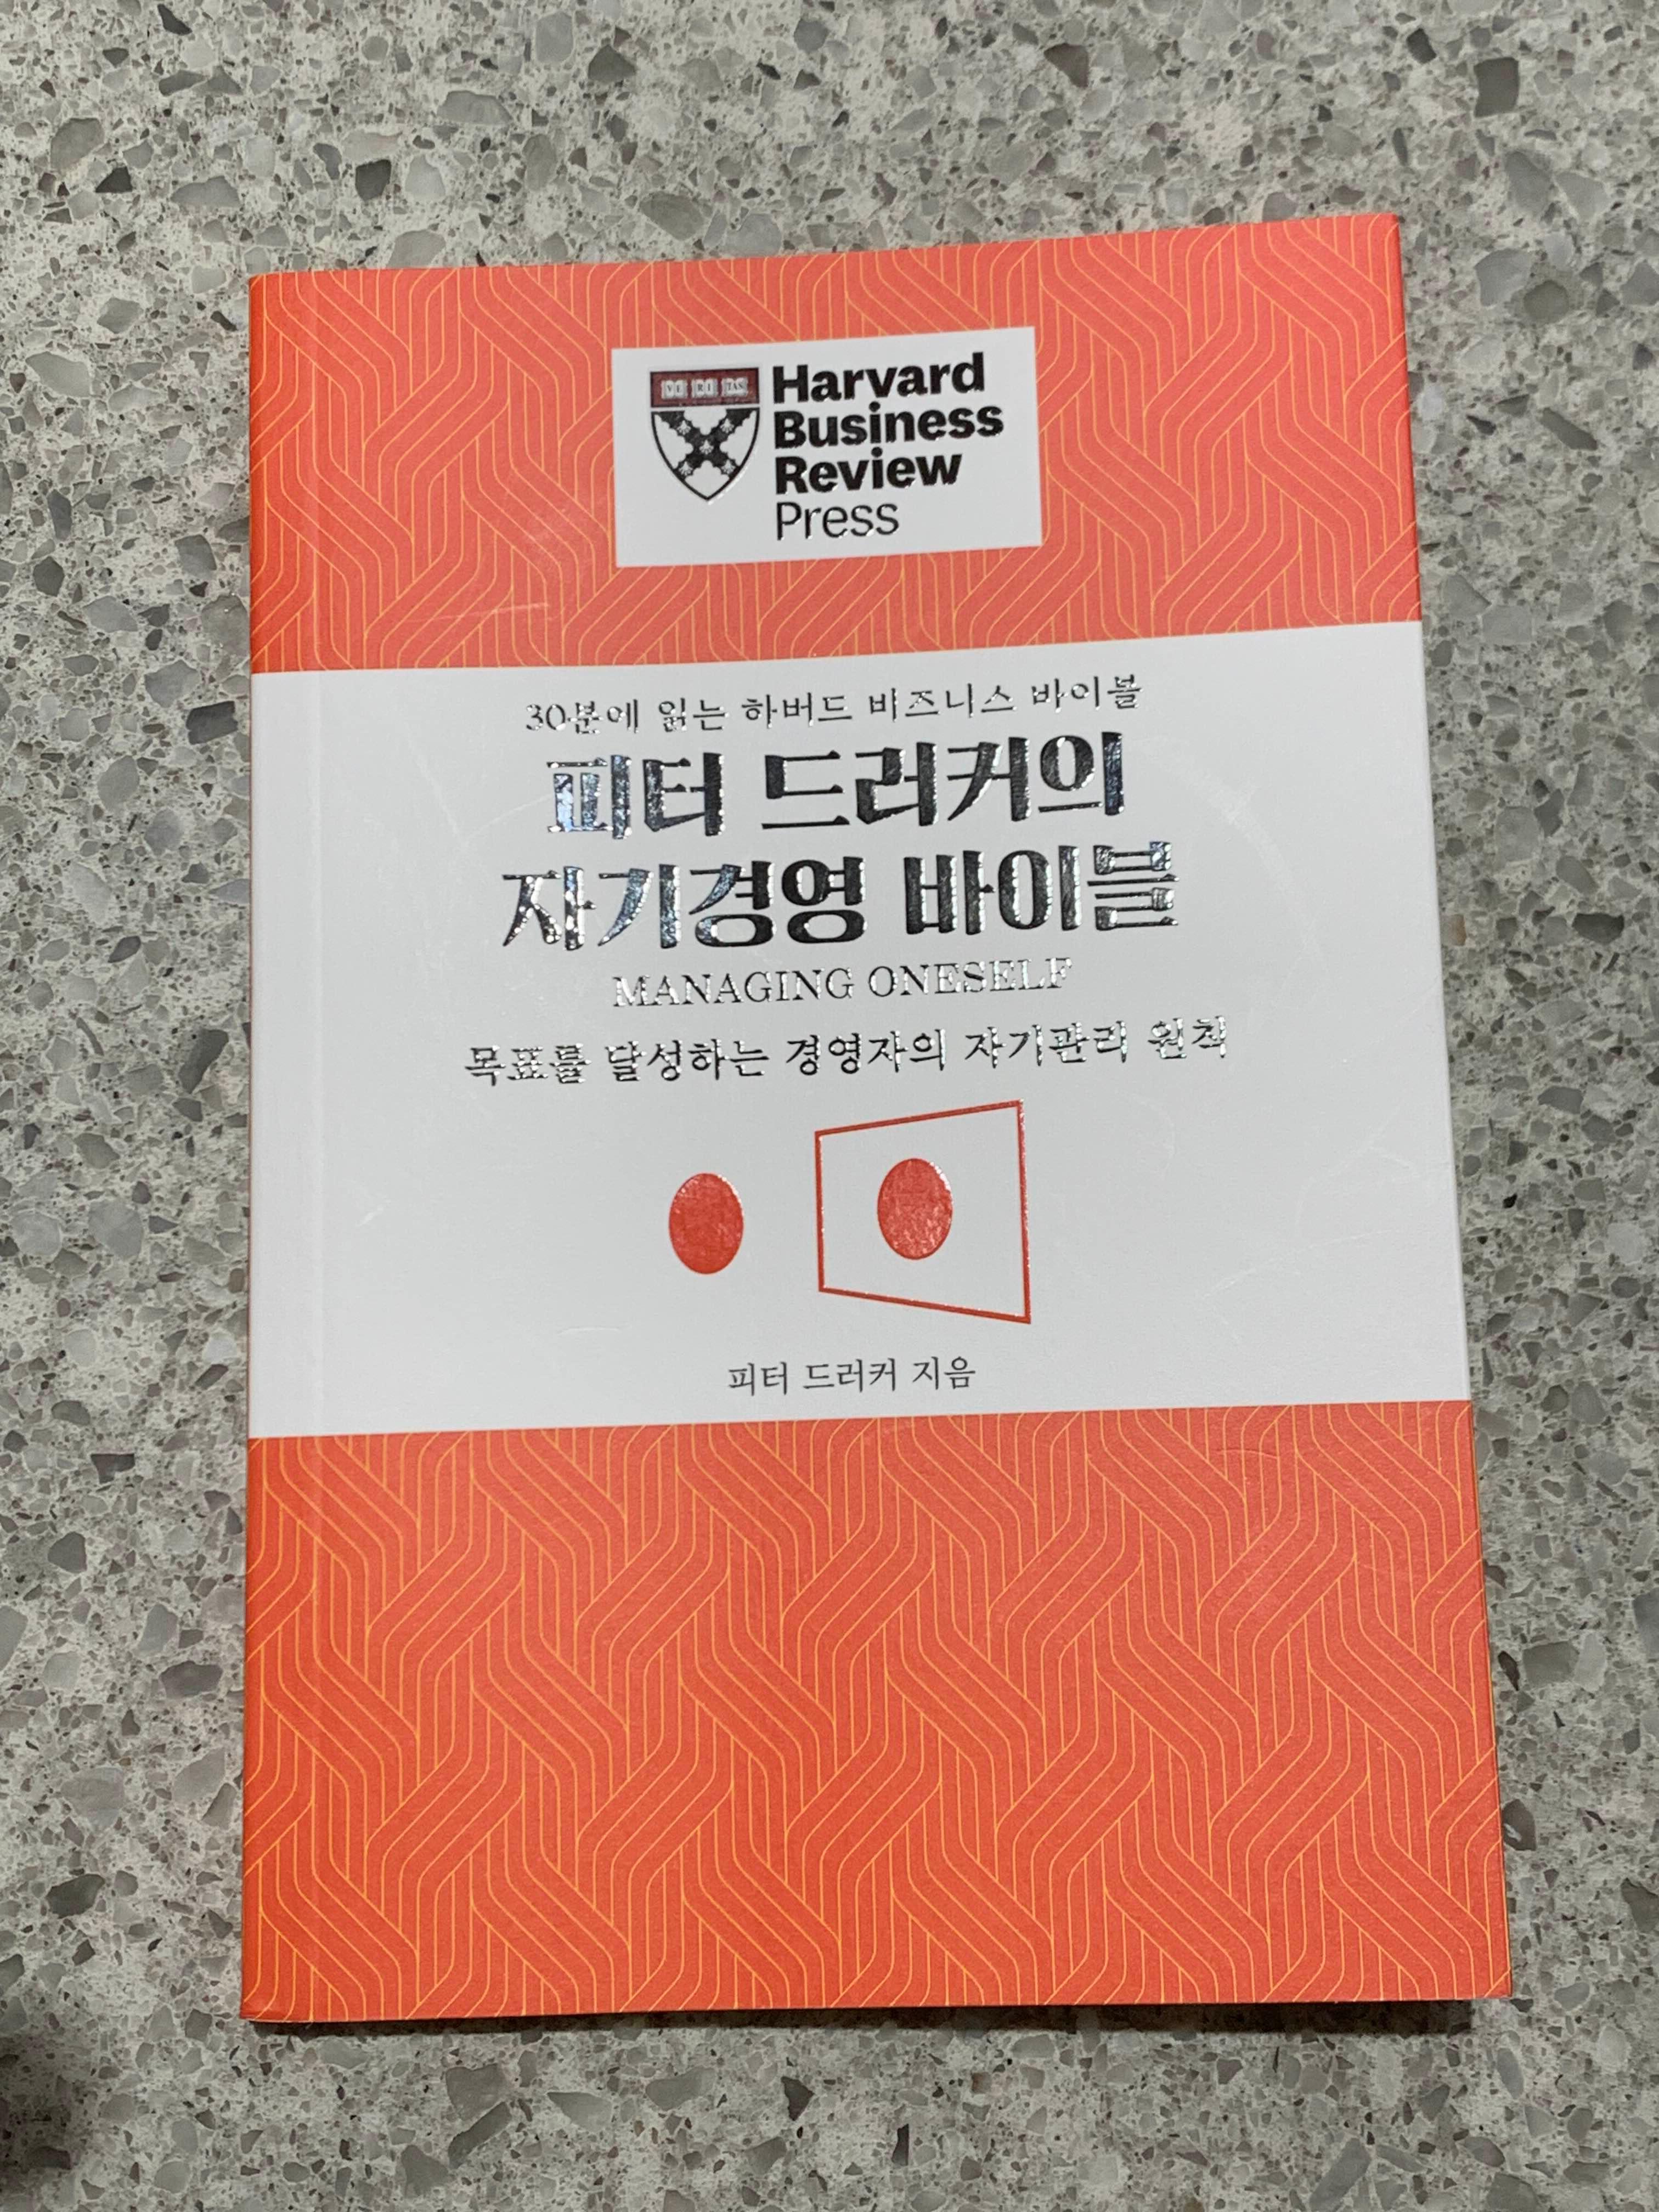 Harvard
Business
Review
Press
30분에 읽는 하버드 비즈니스 바이블
피터 드러커의
자기경영 바이블
MANAGING ONESELF
목표를 달성하는 경영자의 자기관리 원칙
피터 드러커 지음